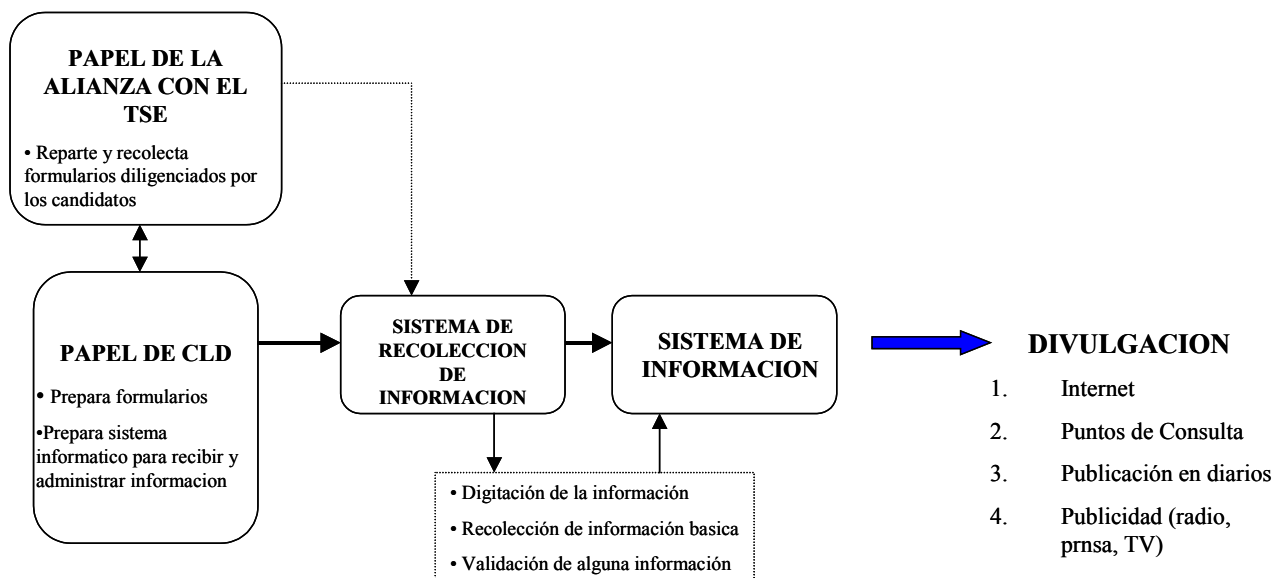 PAPEL DE LA
ALIANZA CON EL
TSE
• Reparte y recolecta
formularios diligenciados por
los candidatos
PAPEL DE CLD
• Prepara formularios
•Prepara sistema
informatico para recibir y
administrar informacion
SISTEMA DE
RECOLECCION
DE
INFORMACION
SISTEMA DE
INFORMACION
• Digitación de la información
• Recolección de información basica
• Validación de alguna información
DIVULGACION
1. Internet
2. Puntos de Consulta
3. Publicación en diarios
4. Publicidad (radio,
prnsa, TV)